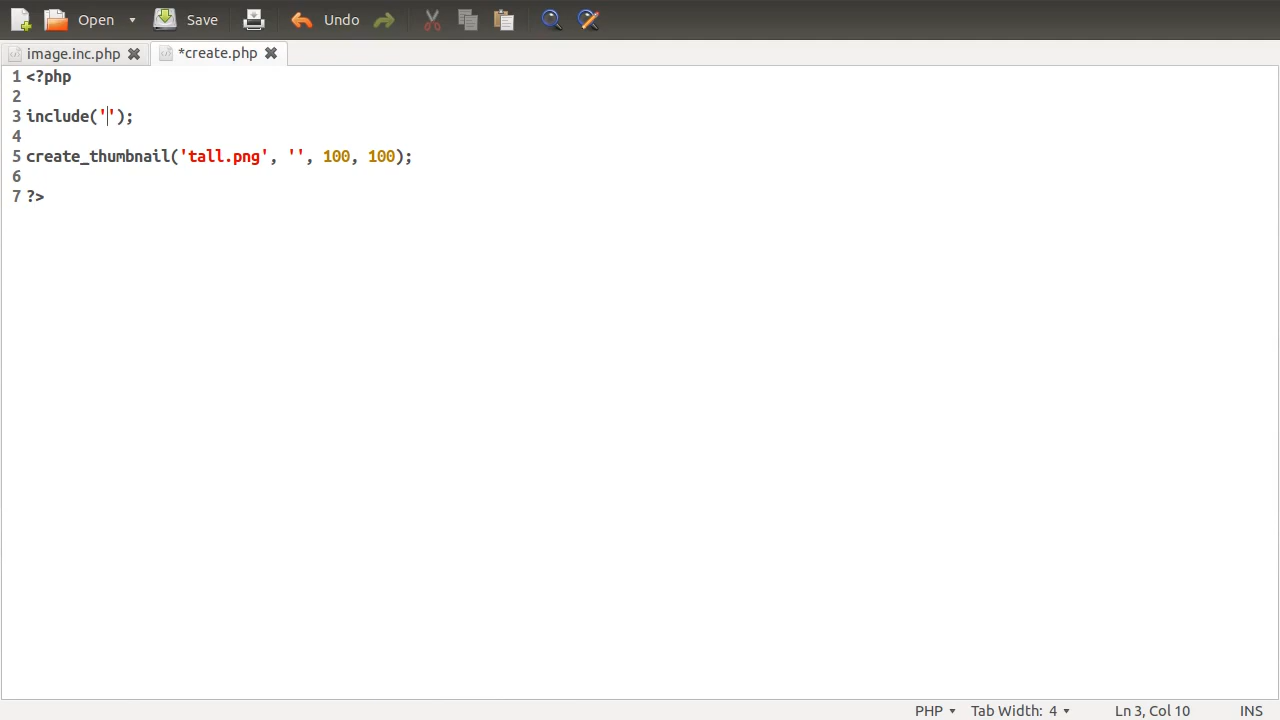 Open Save Undo
image.inc.php *create.php
1 <?php
2
3 include('');
4
5 create_thumbnail('tall.png', '', 100, 100);
6
7 ?>
PHP Tab Width: 4 Ln 3, Col 10 INS